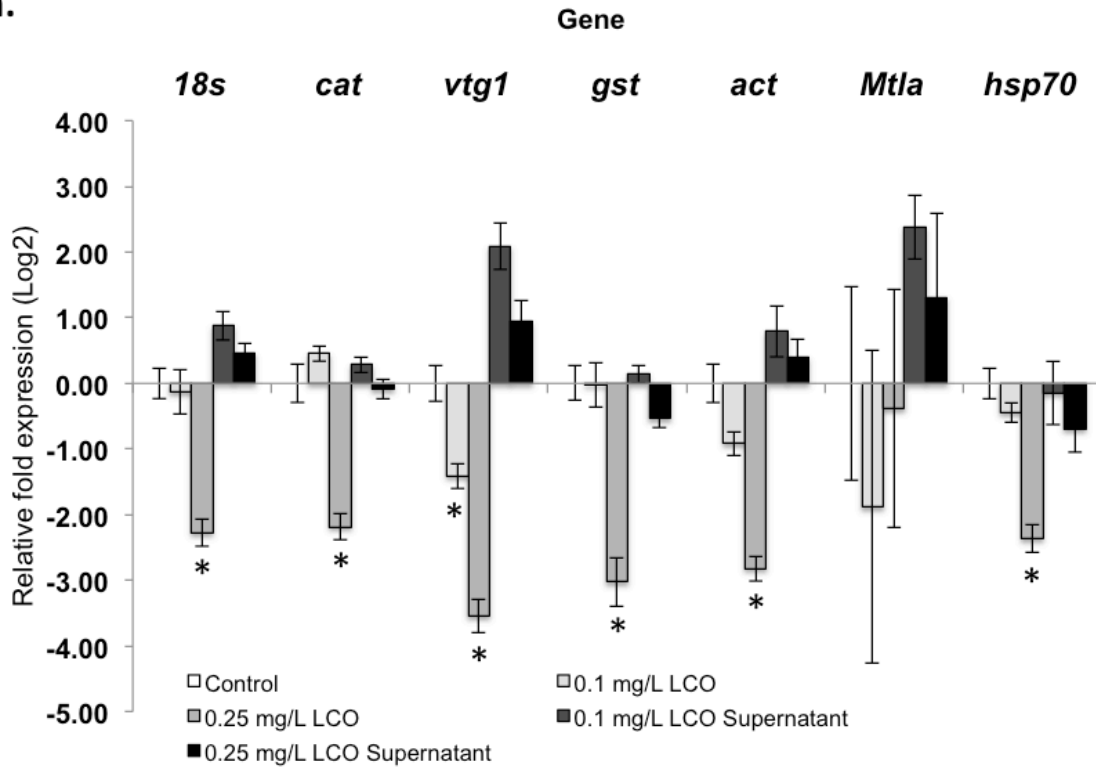 Gene
18s cat vtg1 gst act Mtla hsp70
4.00
3.00
2.00
1.00
0.00
-1.00
-2.00
-3.00
-4.00
-5.00
Relative fold expression (Log2)
*
*
*
*
*
*
*
Control
0.1 mg/L LCO
0.25 mg/L LCO
0.1 mg/L LCO Supernatant
0.25 mg/L LCO Supernatant